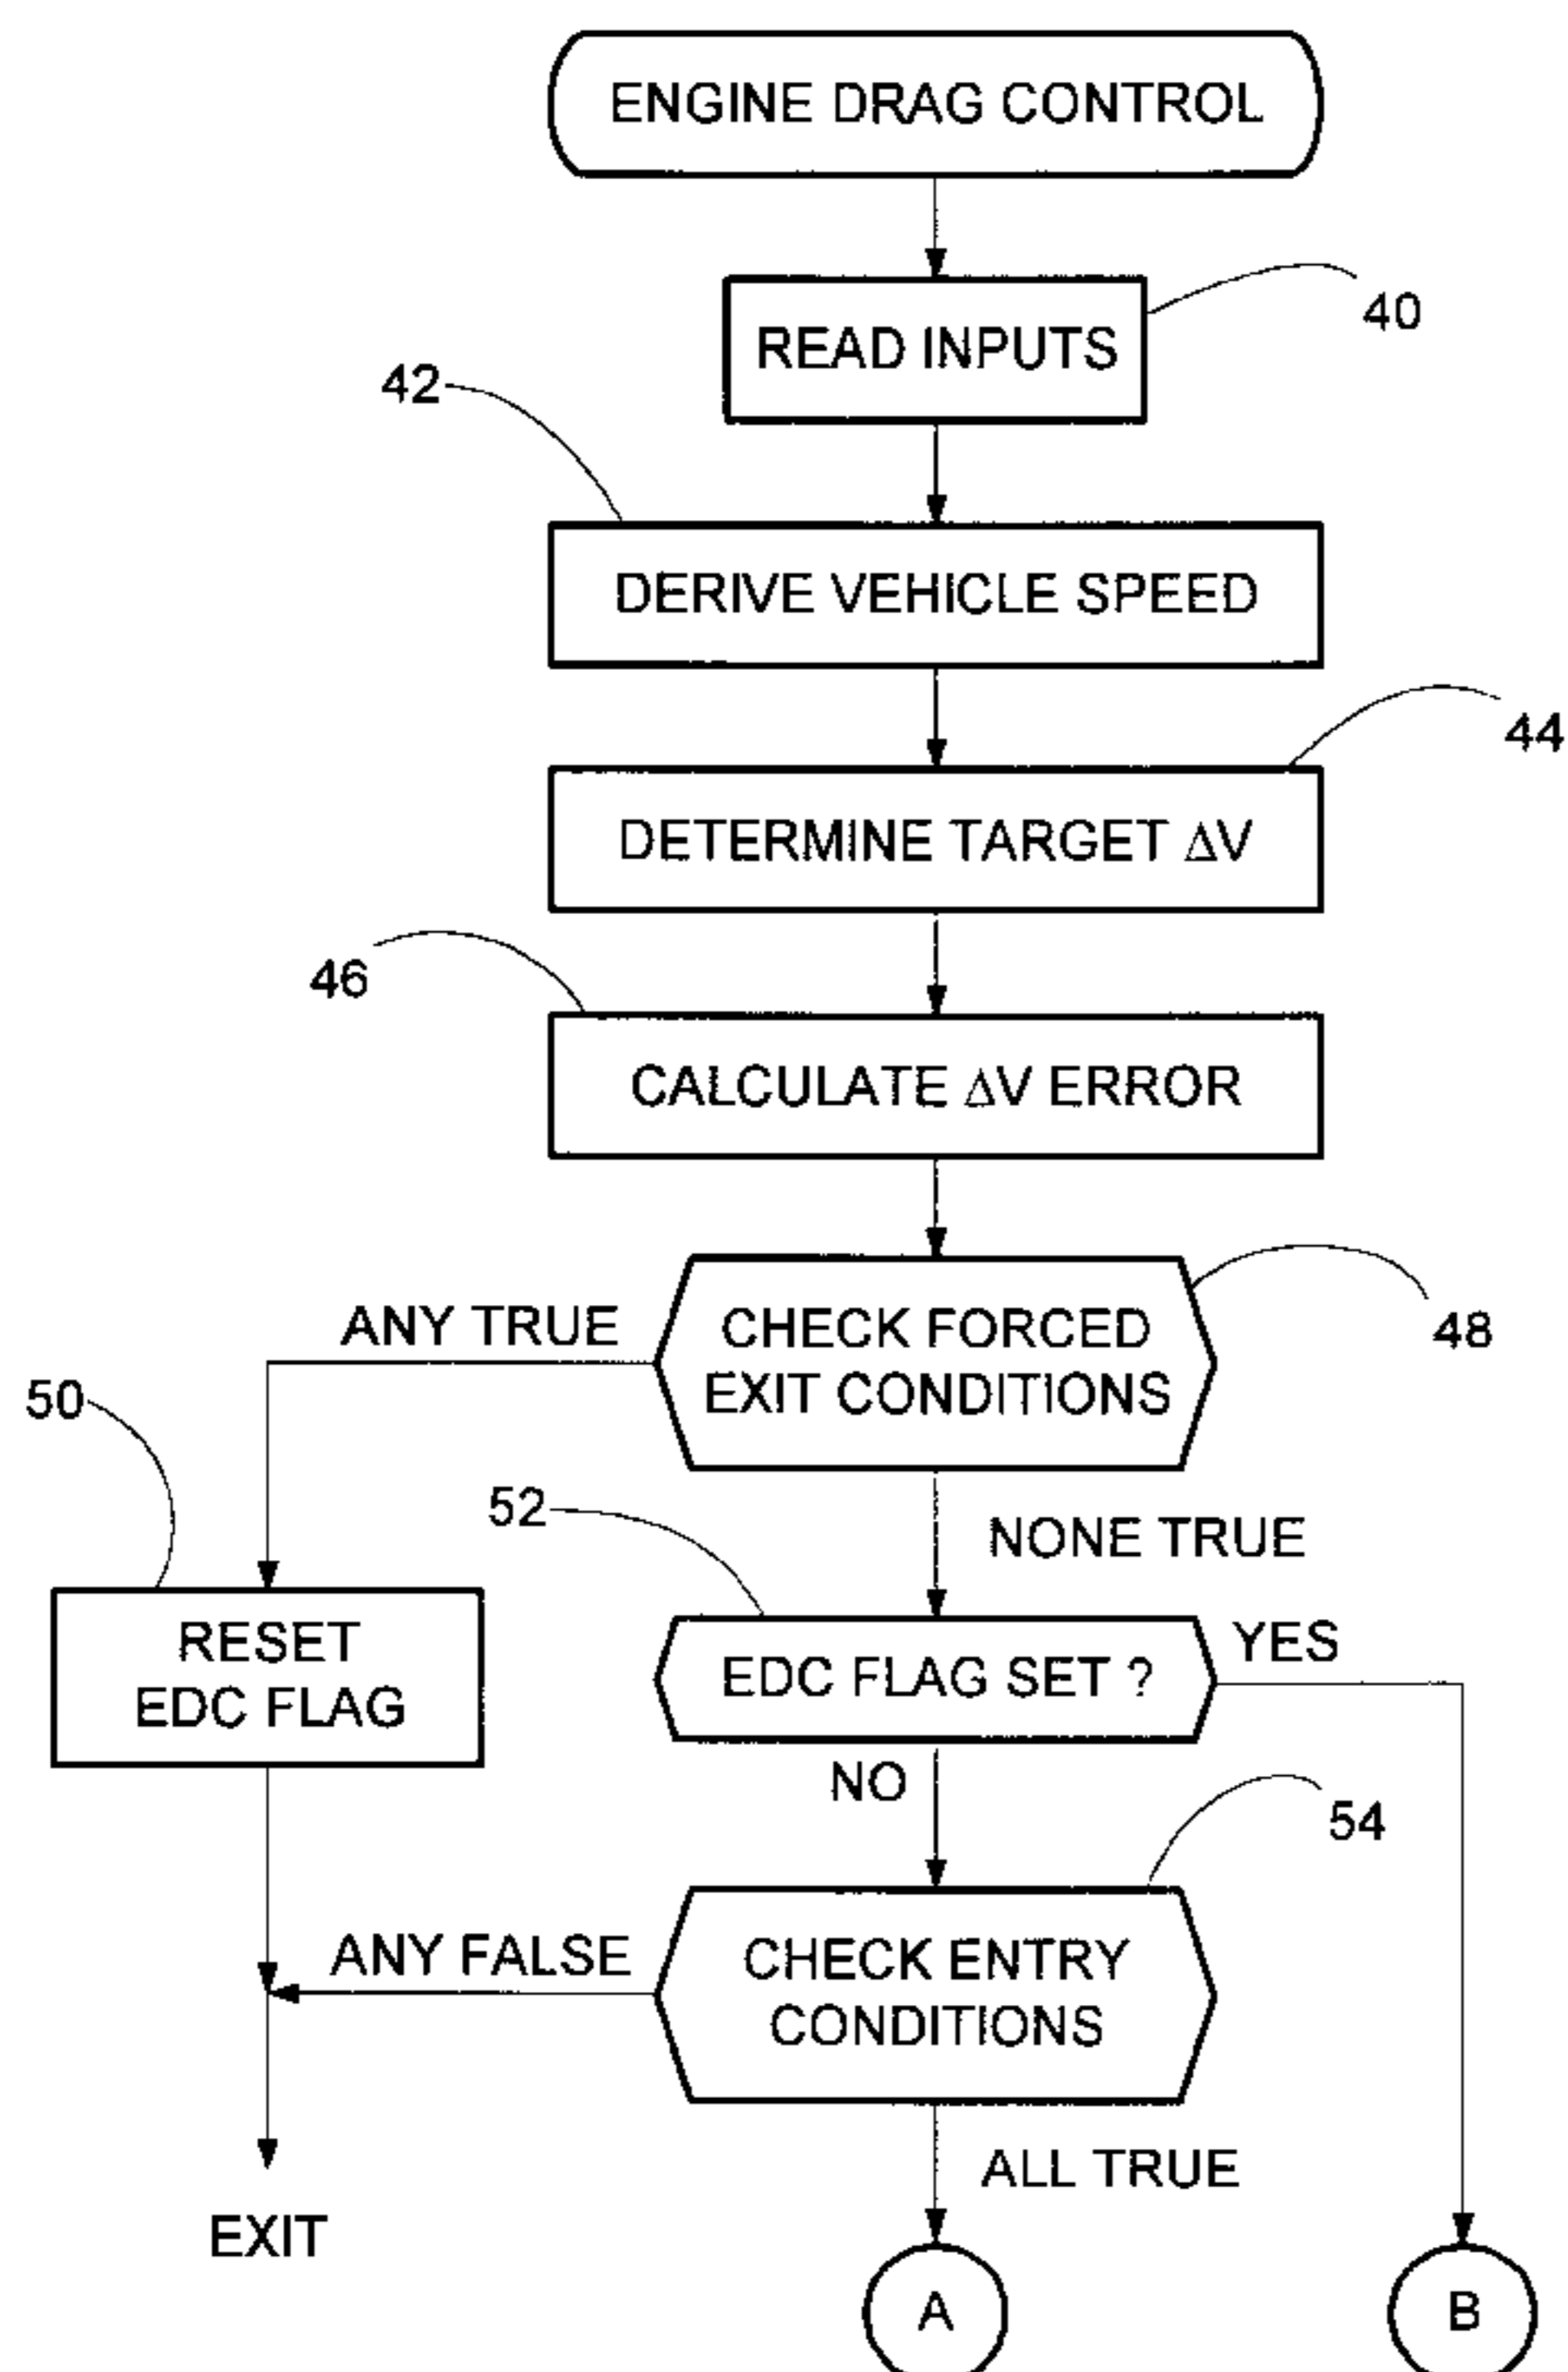 ENGINE DRAG CONTROL
READ INPUTS
40
42
DERIVE VEHICLE SPEED
44
DETERMINE TARGET ΔV
46
CALCULATE ΔV ERROR
CHECK FORCED
EXIT CONDITIONS
48
ANY TRUE
50
52
NONE TRUE
RESET
EDC FLAG
EDC FLAG SET ?
YES
NO
54
ANY FALSE
CHECK ENTRY
CONDITIONS
ALL TRUE
EXIT
A
B